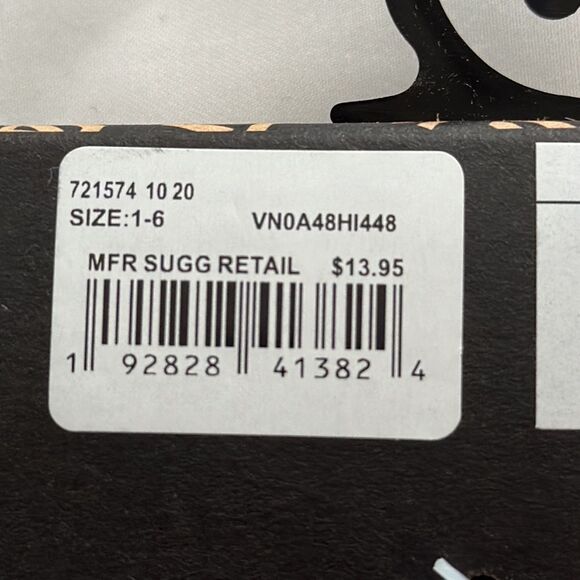 721574 10 20
SIZE:1-6 VN0A48HI448
MFR SUGG RETAIL $13.95
1 92828 41382 4